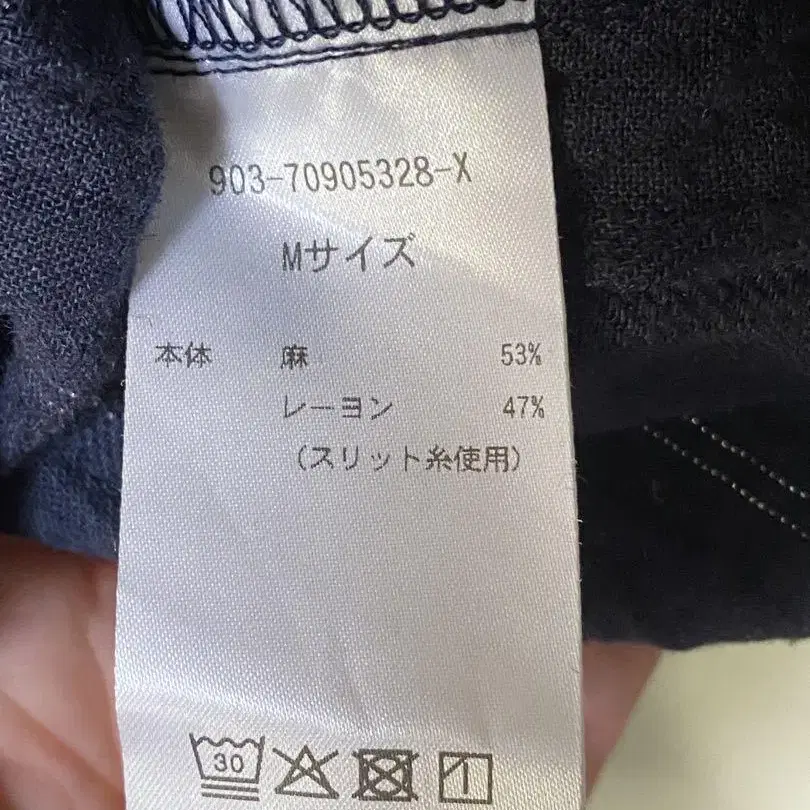 903-70905328-X
Mサイズ
本体 麻 53%
レーヨン 47%
（スリット糸使用）
30